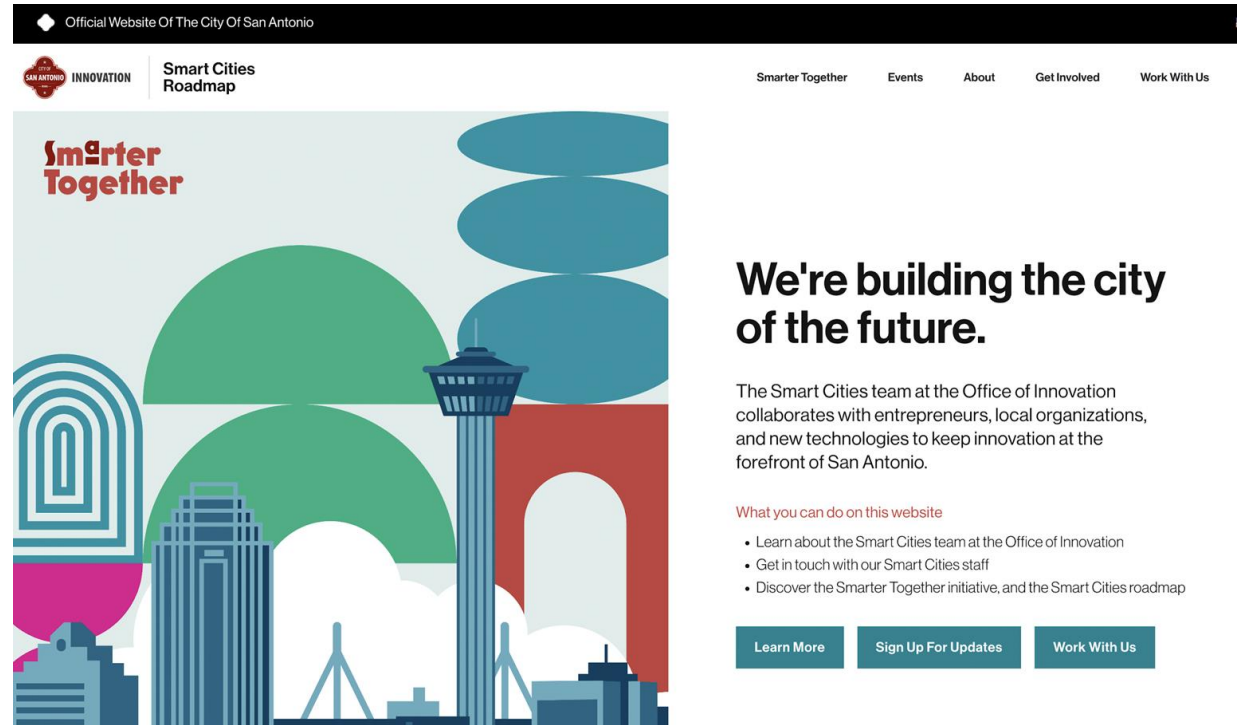 Official Website Of The City Of San Antonio
CITY OF
SAN ANTONIO
INNOVATION
Smart Cities
Roadmap
Smarter Together
Events
About
Get Involved
Work With Us
Smarter
Together
We're building the city
of the future.
The Smart Cities team at the Office of Innovation
collaborates with entrepreneurs, local organizations,
and new technologies to keep innovation at the
forefront of San Antonio.
What you can do on this website
• Learn about the Smart Cities team at the Office of Innovation
• Get in touch with our Smart Cities staff
• Discover the Smarter Together initiative, and the Smart Cities roadmap
Learn More
Sign Up For Updates
Work With Us